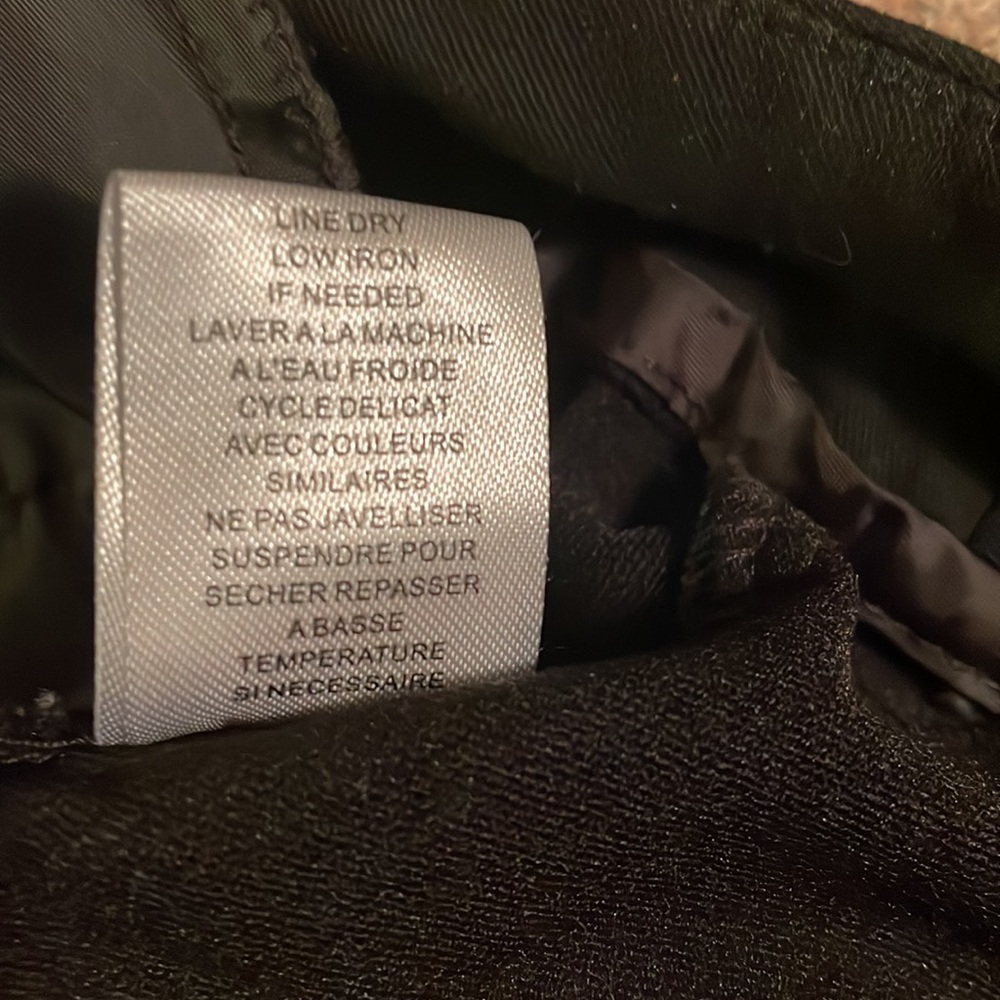 LINE DRY
LOW IRON
IF NEEDED
LAVER A LA MACHINE
A L'EAU FROIDE
CYCLE DELICAT
AVEC COULEURS
SIMILAIRES
NE PAS JAVELLISER
SUSPENDRE POUR
SECHER REPASSER
A BASSE
TEMPERATURE
SI NECESSAIRE